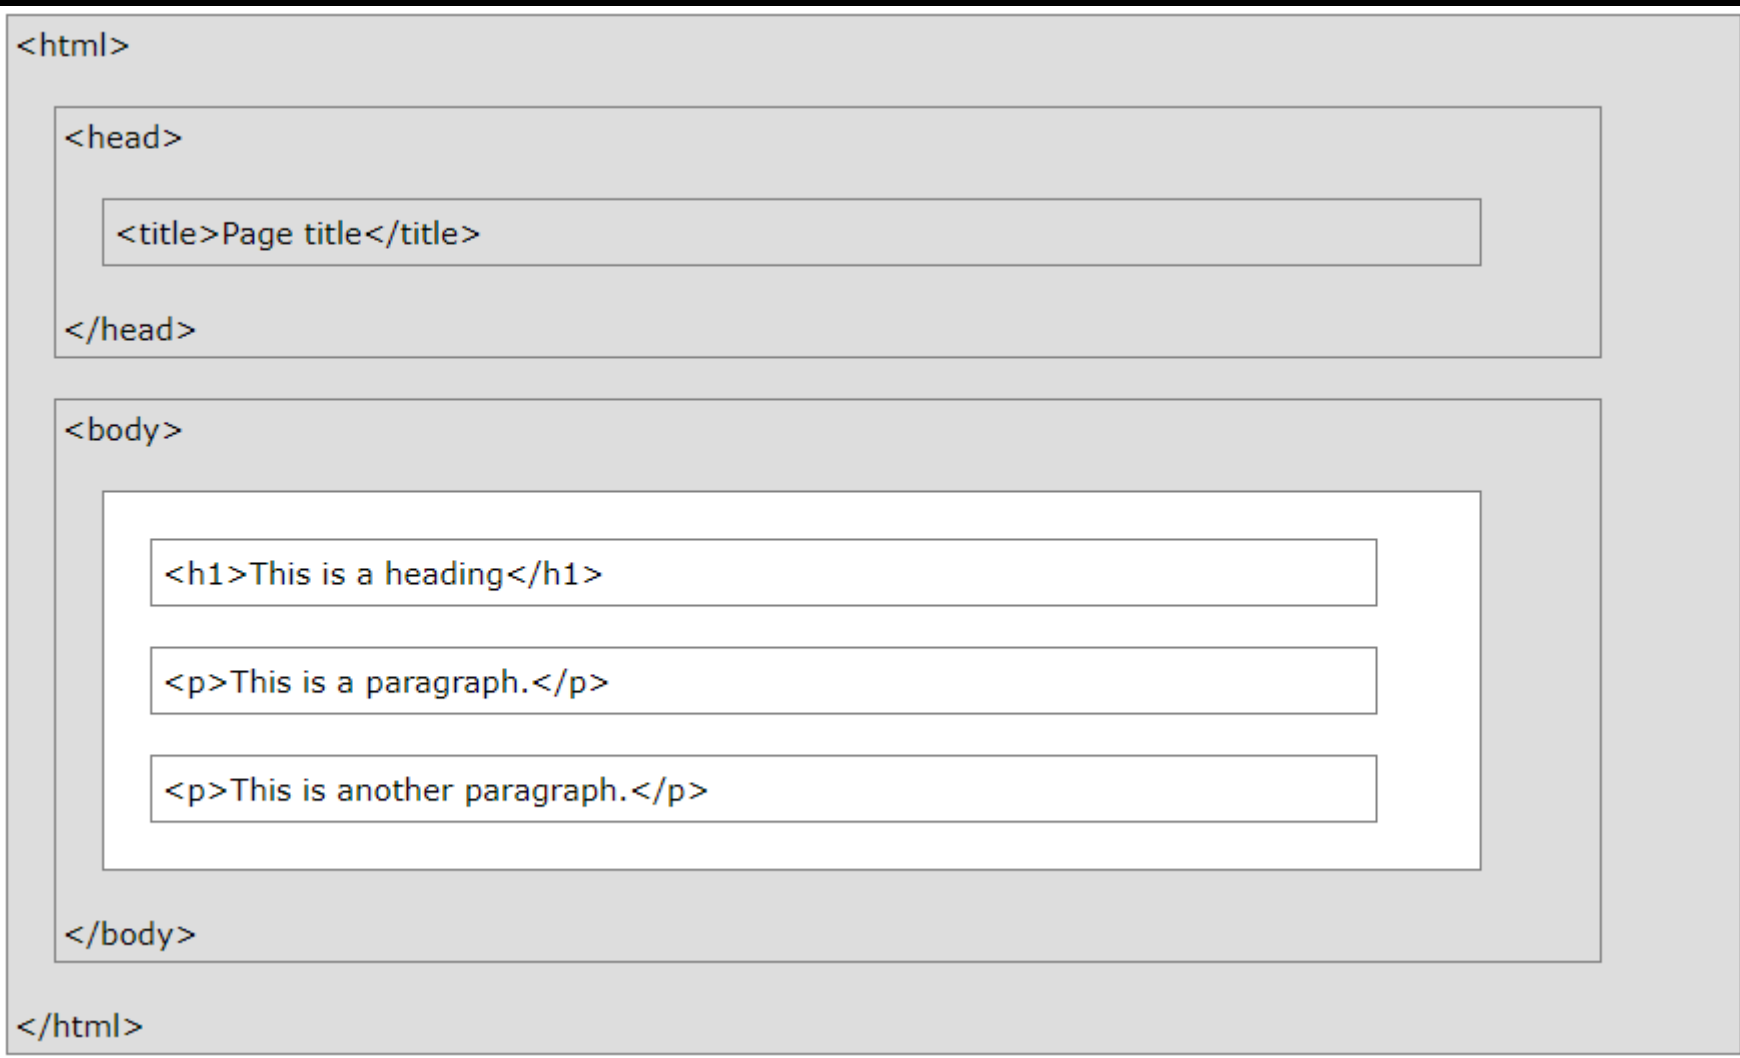 <html>
<head>
<title>Page title</title>
</head>
<body>
<h1>This is a heading</h1>
<p>This is a paragraph.</p>
<p>This is another paragraph.</p>
</body>
</html>